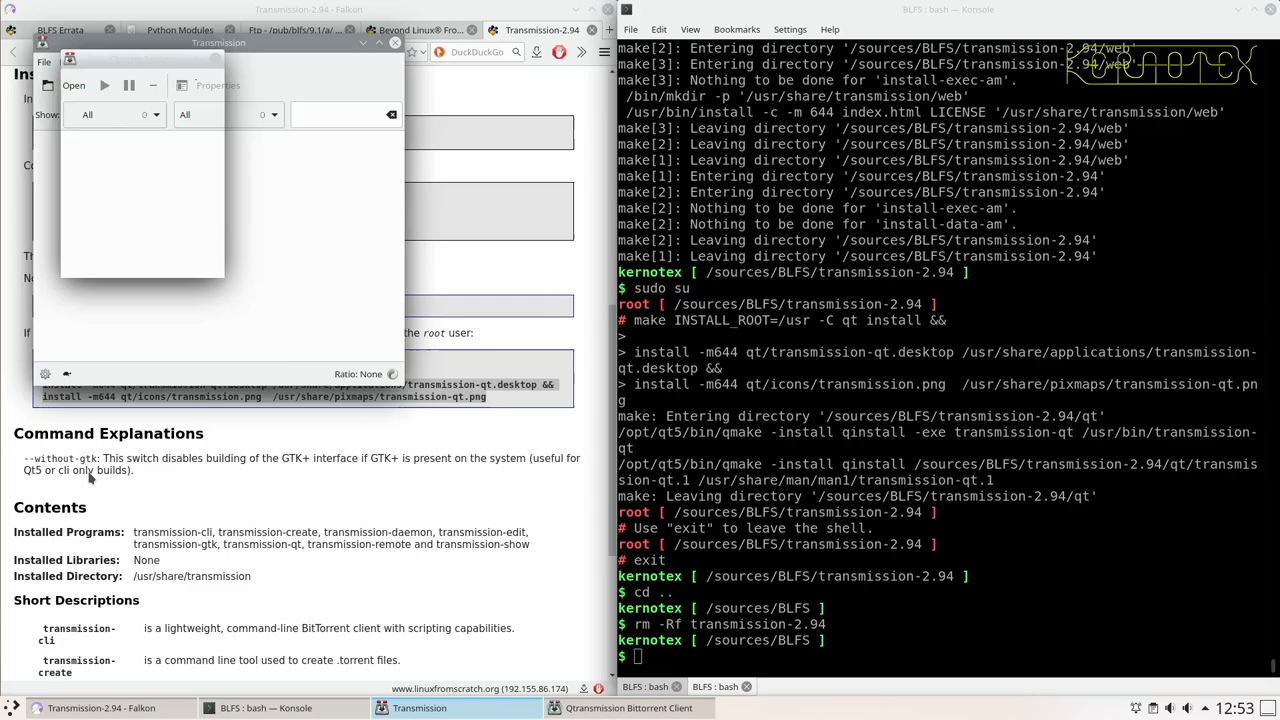 Transmission-2.94 - Falkon
BLFS Errata
Python Modules
Ftp - /pub/blfs/9.1/a/
Beyond Linux® Fro...
Transmission-2.94
DuckDuckGo
Transmission
File
Open
Properties
Show:
All
0
All
0
Ratio: None
the root user:
install -m644 qt/icons/transmission.png  /usr/share/pixmaps/transmission-qt.png
Command Explanations
--without-gtk: This switch disables building of the GTK+ interface if GTK+ is present on the system (useful for
Qt5 or cli only builds).
Contents
Installed Programs: transmission-cli, transmission-create, transmission-daemon, transmission-edit,
transmission-gtk, transmission-qt, transmission-remote and transmission-show
Installed Libraries: None
Installed Directory: /usr/share/transmission
Short Descriptions
transmission- is a lightweight, command-line BitTorrent client with scripting capabilities.
cli
transmission- is a command line tool used to create .torrent files.
create
www.linuxfromscratch.org (192.155.86.174)
BLFS : bash — Konsole
File Edit View Bookmarks Settings Help
KERNOTEX
make[2]: Entering directory '/sources/BLFS/transmission-2.94/web'
make[3]: Entering directory '/sources/BLFS/transmission-2.94/web'
make[3]: Nothing to be done for 'install-exec-am'.
/bin/mkdir -p '/usr/share/transmission/web'
/usr/bin/install -c -m 644 index.html LICENSE '/usr/share/transmission/web'
make[3]: Leaving directory '/sources/BLFS/transmission-2.94/web'
make[2]: Leaving directory '/sources/BLFS/transmission-2.94/web'
make[1]: Leaving directory '/sources/BLFS/transmission-2.94/web'
make[1]: Entering directory '/sources/BLFS/transmission-2.94'
make[2]: Entering directory '/sources/BLFS/transmission-2.94'
make[2]: Nothing to be done for 'install-exec-am'.
make[2]: Nothing to be done for 'install-data-am'.
make[2]: Leaving directory '/sources/BLFS/transmission-2.94'
make[1]: Leaving directory '/sources/BLFS/transmission-2.94'
kernotex [ /sources/BLFS/transmission-2.94 ]
$ sudo su
root [ /sources/BLFS/transmission-2.94 ]
# make INSTALL_ROOT=/usr -C qt install &&
>
> install -m644 qt/transmission-qt.desktop /usr/share/applications/transmission-
qt.desktop &&
> install -m644 qt/icons/transmission.png  /usr/share/pixmaps/transmission-qt.pn
g
make: Entering directory '/sources/BLFS/transmission-2.94/qt'
/opt/qt5/bin/qmake -install qinstall -exe transmission-qt /usr/bin/transmission-
qt
/opt/qt5/bin/qmake -install qinstall /sources/BLFS/transmission-2.94/qt/transmis
sion-qt.1 /usr/share/man/man1/transmission-qt.1
make: Leaving directory '/sources/BLFS/transmission-2.94/qt'
root [ /sources/BLFS/transmission-2.94 ]
# Use "exit" to leave the shell.
root [ /sources/BLFS/transmission-2.94 ]
# exit
kernotex [ /sources/BLFS/transmission-2.94 ]
$ cd ..
kernotex [ /sources/BLFS ]
$ rm -Rf transmission-2.94
kernotex [ /sources/BLFS ]
$
BLFS : bash
BLFS : bash
Transmission-2.94 - Falkon
BLFS : bash — Konsole
Transmission
Qtransmission Bittorrent Client
12:53